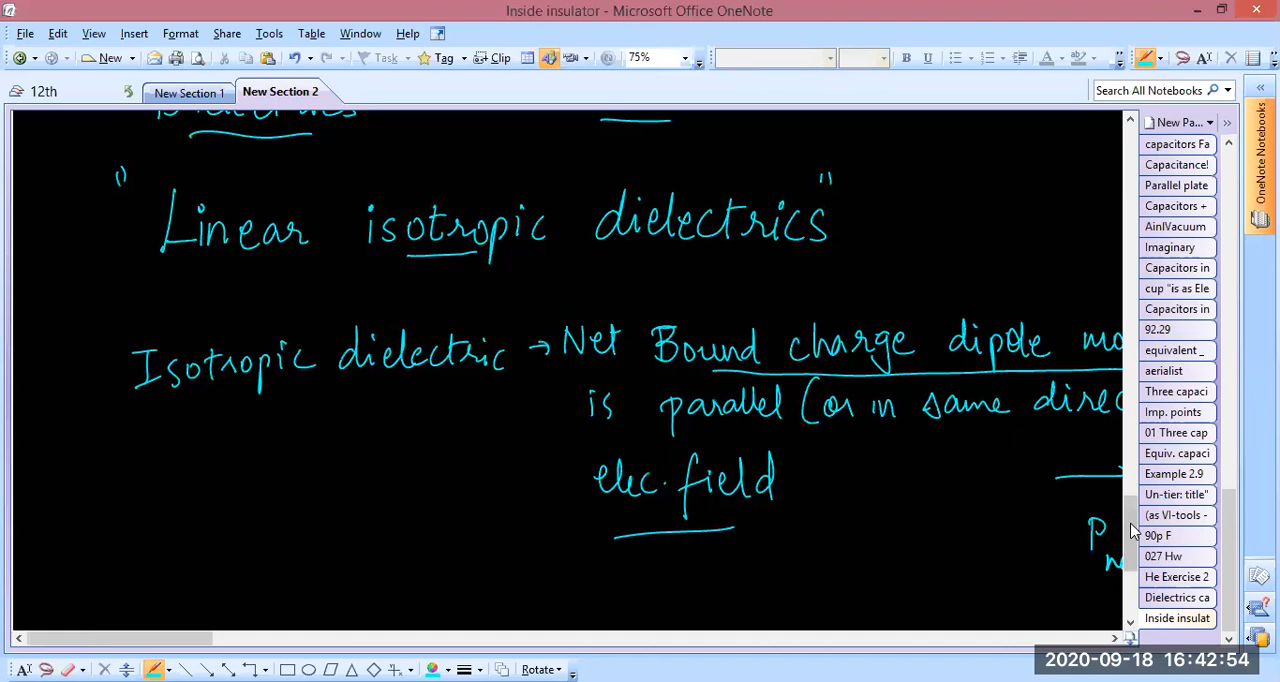 Inside insulator - Microsoft Office OneNote
File Edit View Insert Format Share Tools Table Window Help
New Task Tag Clip 75% B U
12th New Section 1 New Section 2 Search All Notebooks
"Linear isotropic dielectrics"
Isotropic dielectric → Net Bound charge dipole mo
is parallel (or in same direc
elec. field
P
New Pa...
capacitors Fa
Capacitance!
Parallel plate
Capacitors +
AinlVacuum
Imaginary
Capacitors in
cup "is as Ele
Capacitors in
92.29
equivalent _
aerialist
Three capaci
Imp. points
01 Three cap
Equiv. capaci
Example 2.9
Un-tier: title"
(as VI-tools -
90p F
027 Hw
He Exercise 2
Dielectrics ca
Inside insulat
OneNote Notebooks
Rotate
2020-09-18 16:42:54